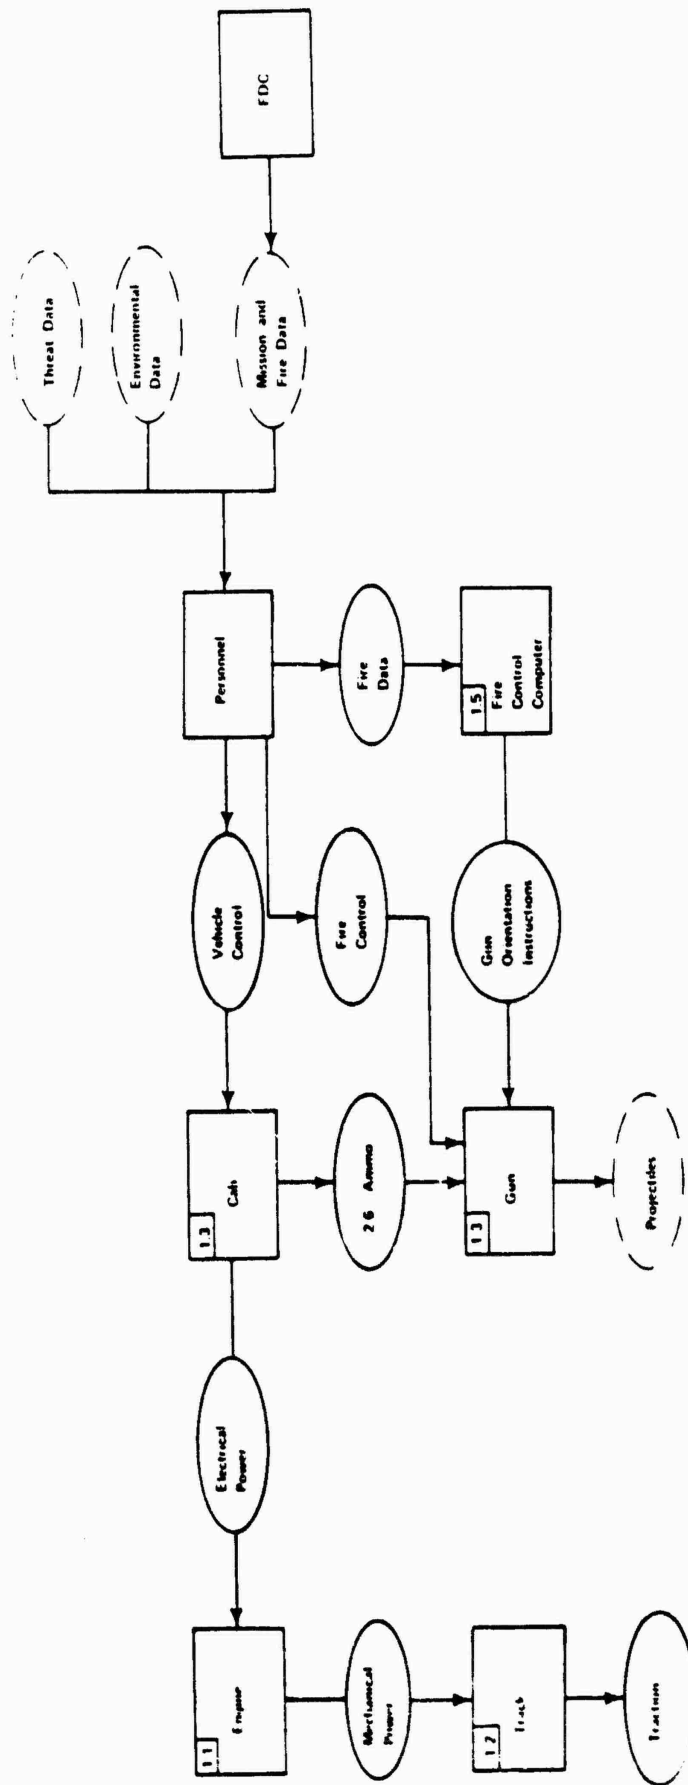 Threat Data
Environmental
Data
Mission and
Fire Data
FDC
Personnel
Fire
Data
1.5
Fire
Control
Computer
Vehicle
Control
Fire
Control
Gun
Orientation
Instructions
1.3
Cab
2 6 Ammo
1 3
Gun
Projectiles
Electrical
Power
1 1
Engine
Mechanical
Power
1.2
Track
Traction